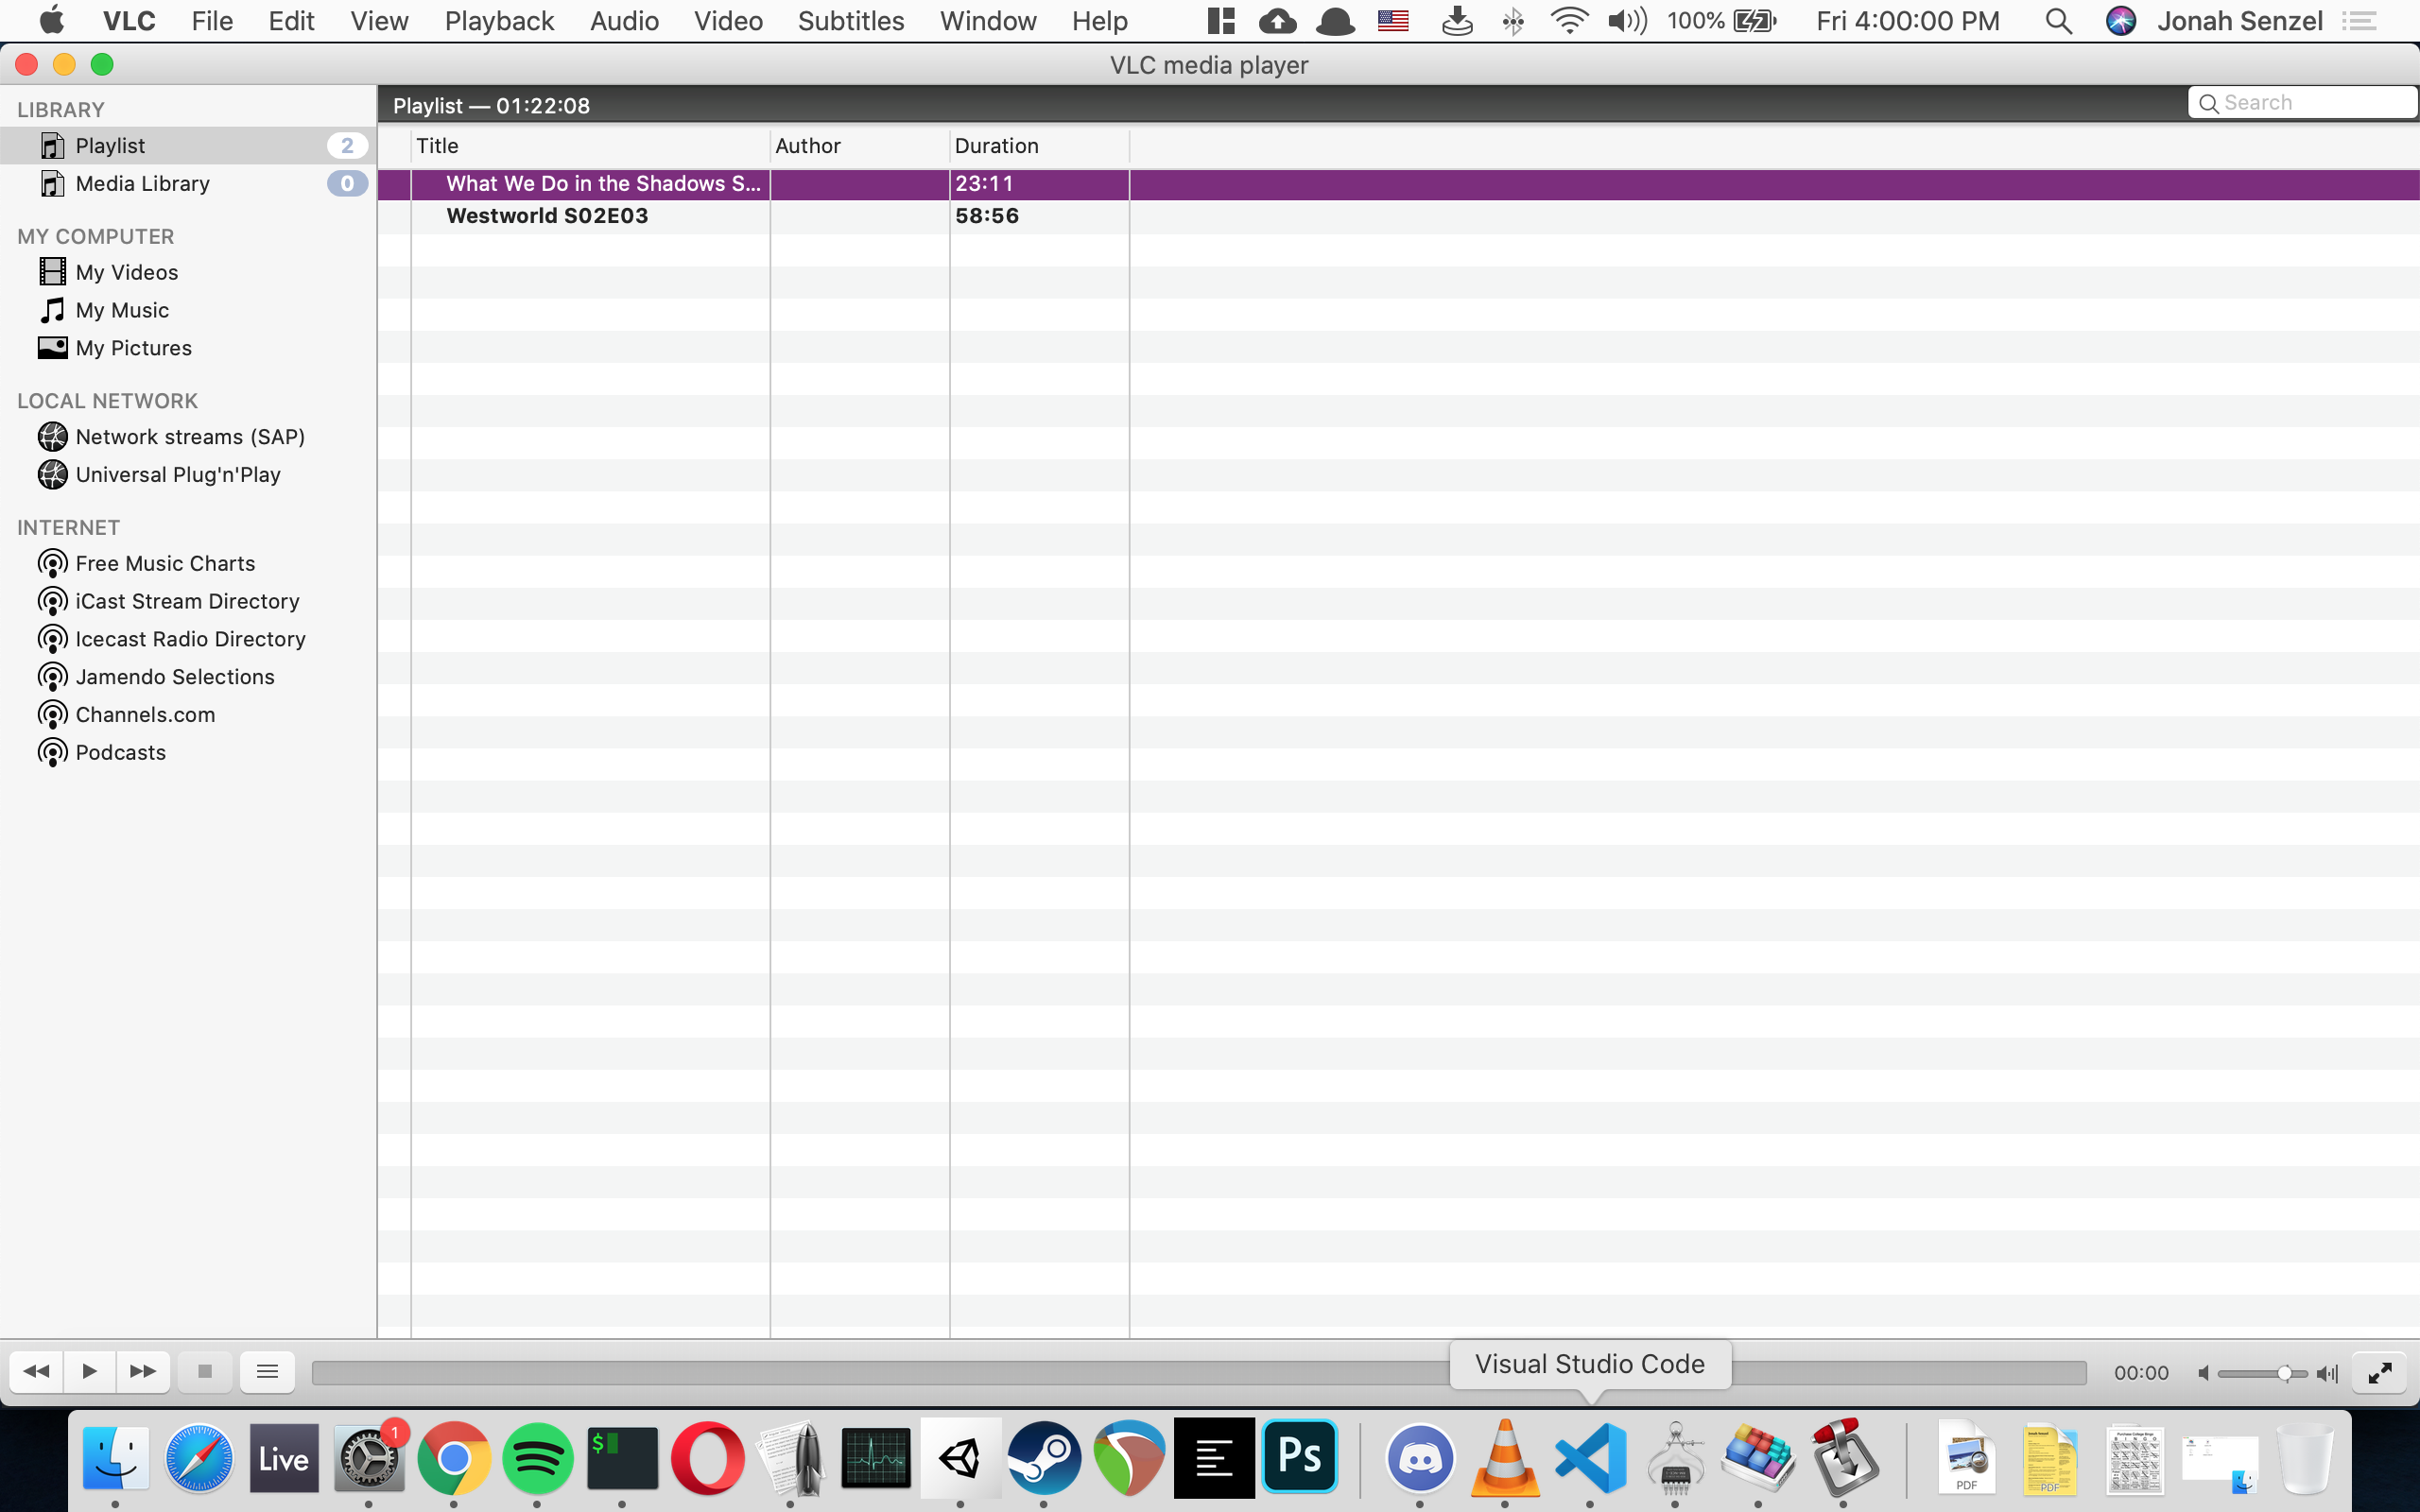 VLC File Edit View Playback Audio Video Subtitles Window Help 100% Fri 4:00:00 PM Jonah Senzel
VLC media player
LIBRARY
Playlist 2
Media Library 0
MY COMPUTER
My Videos
My Music
My Pictures
LOCAL NETWORK
Network streams (SAP)
Universal Plug'n'Play
INTERNET
Free Music Charts
iCast Stream Directory
Icecast Radio Directory
Jamendo Selections
Channels.com
Podcasts
Playlist — 01:22:08 Search
Title Author Duration
What We Do in the Shadows S... 23:11
Westworld S02E03 58:56
00:00
Visual Studio Code
Live
1
$
Ps
PDF
PDF